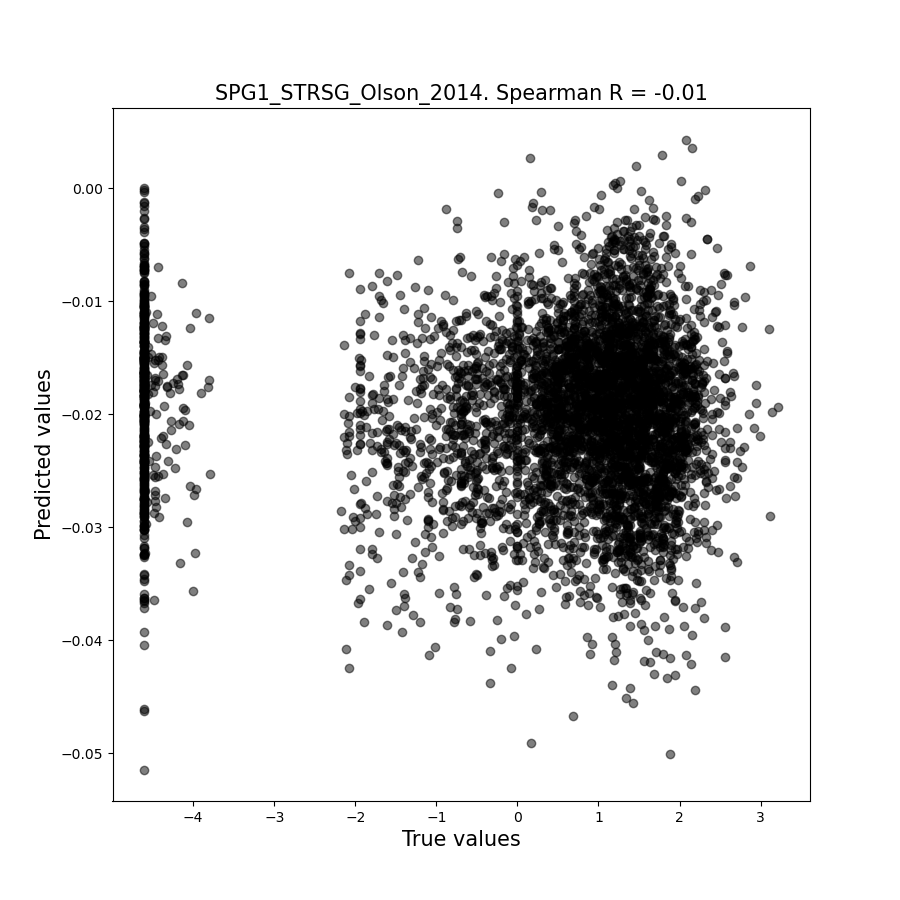 SPG1_STRSG_Olson_2014. Spearman R = -0.01
Predicted values
0.00
−0.01
−0.02
−0.03
−0.04
−0.05
−4 −3 −2 −1 0 1 2 3
True values